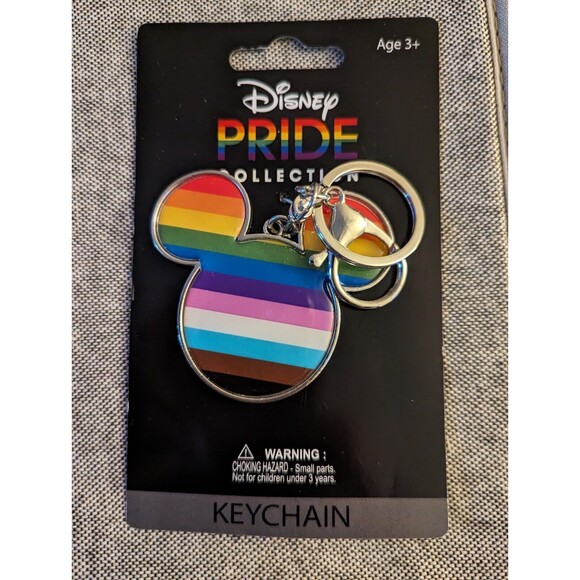 Age 3+
Disney
PRIDE
COLLECTION
WARNING :
CHOKING HAZARD - Small parts.
Not for children under 3 years.
KEYCHAIN